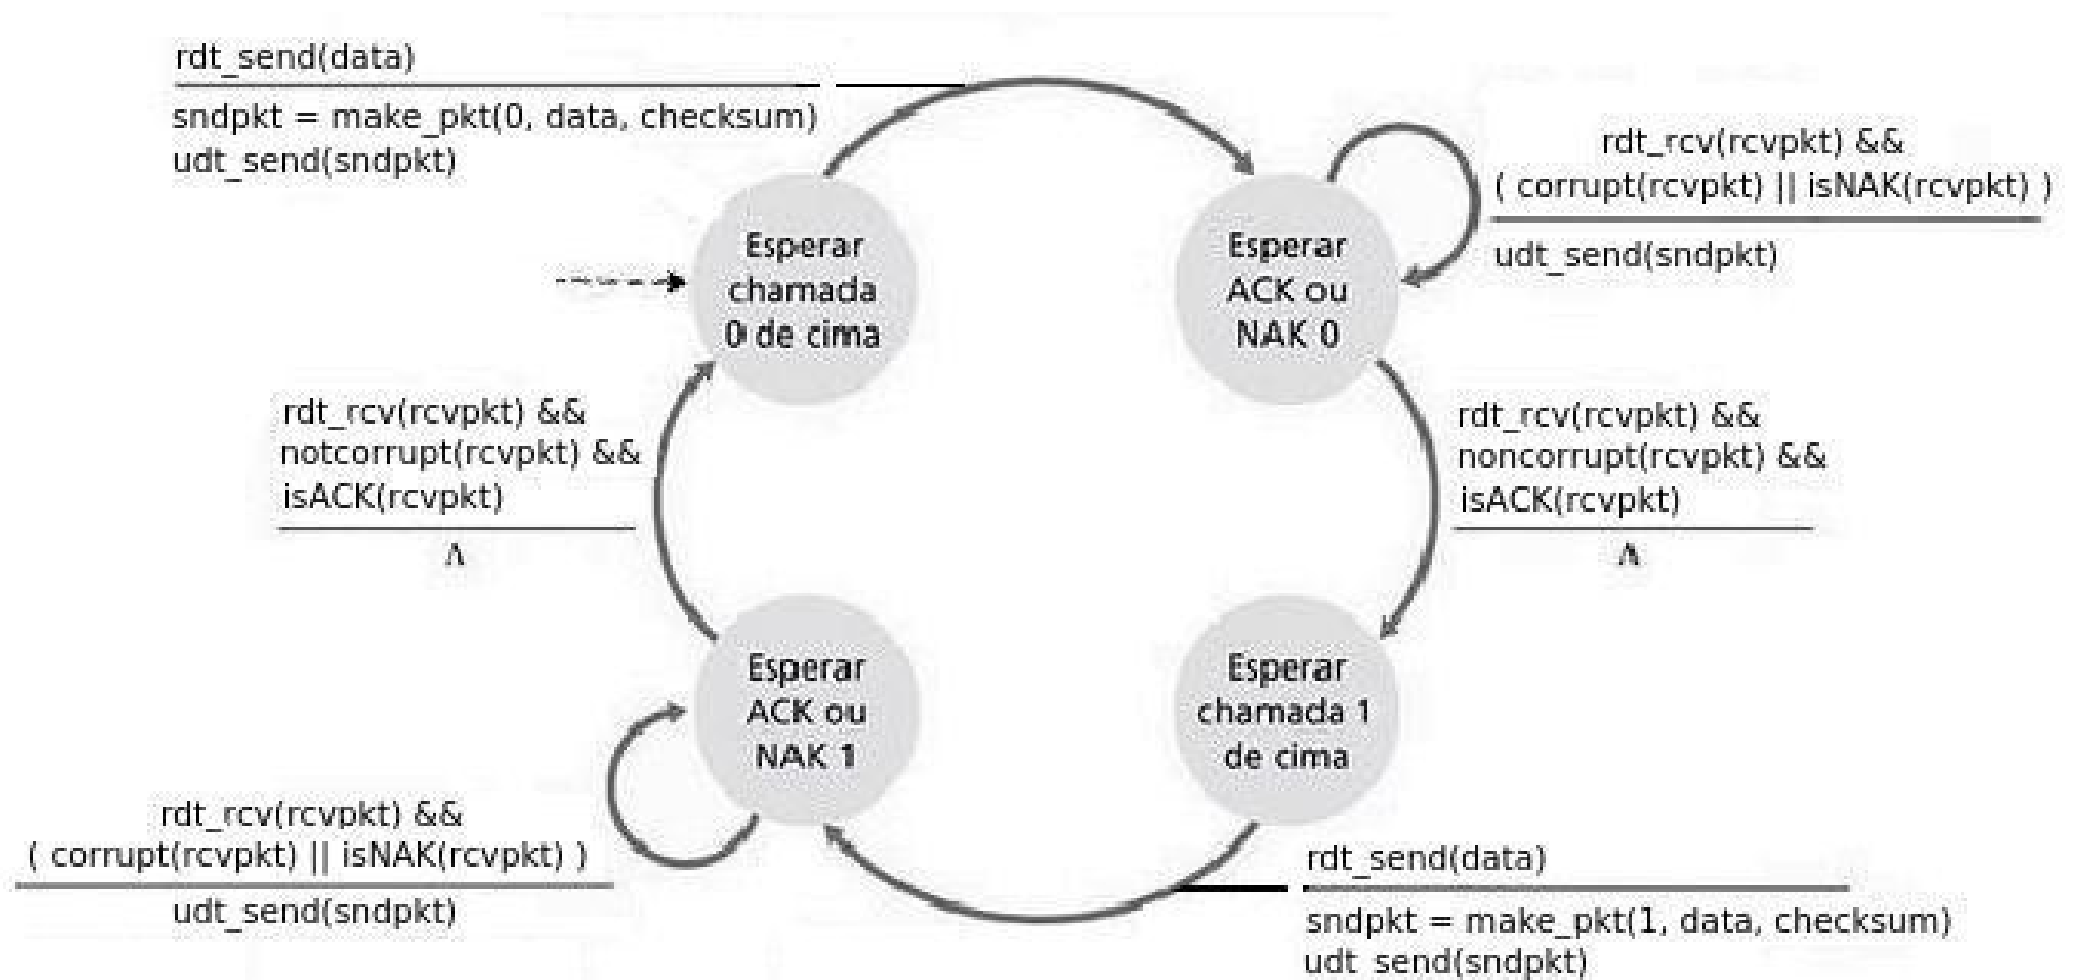 rdt_send(data)
sndpkt = make_pkt(0, data, checksum)
udt_send(sndpkt)
rdt_rcv(rcvpkt) &&
( corrupt(rcvpkt) || isNAK(rcvpkt) )
udt_send(sndpkt)
Esperar
chamada
0 de cima
Esperar
ACK ou
NAK 0
rdt_rcv(rcvpkt) &&
notcorrupt(rcvpkt) &&
isACK(rcvpkt)
Λ
rdt_rcv(rcvpkt) &&
noncorrupt(rcvpkt) &&
isACK(rcvpkt)
Λ
Esperar
ACK ou
NAK 1
Esperar
chamada 1
de cima
rdt_rcv(rcvpkt) &&
( corrupt(rcvpkt) || isNAK(rcvpkt) )
udt_send(sndpkt)
rdt_send(data)
sndpkt = make_pkt(1, data, checksum)
udt_send(sndpkt)